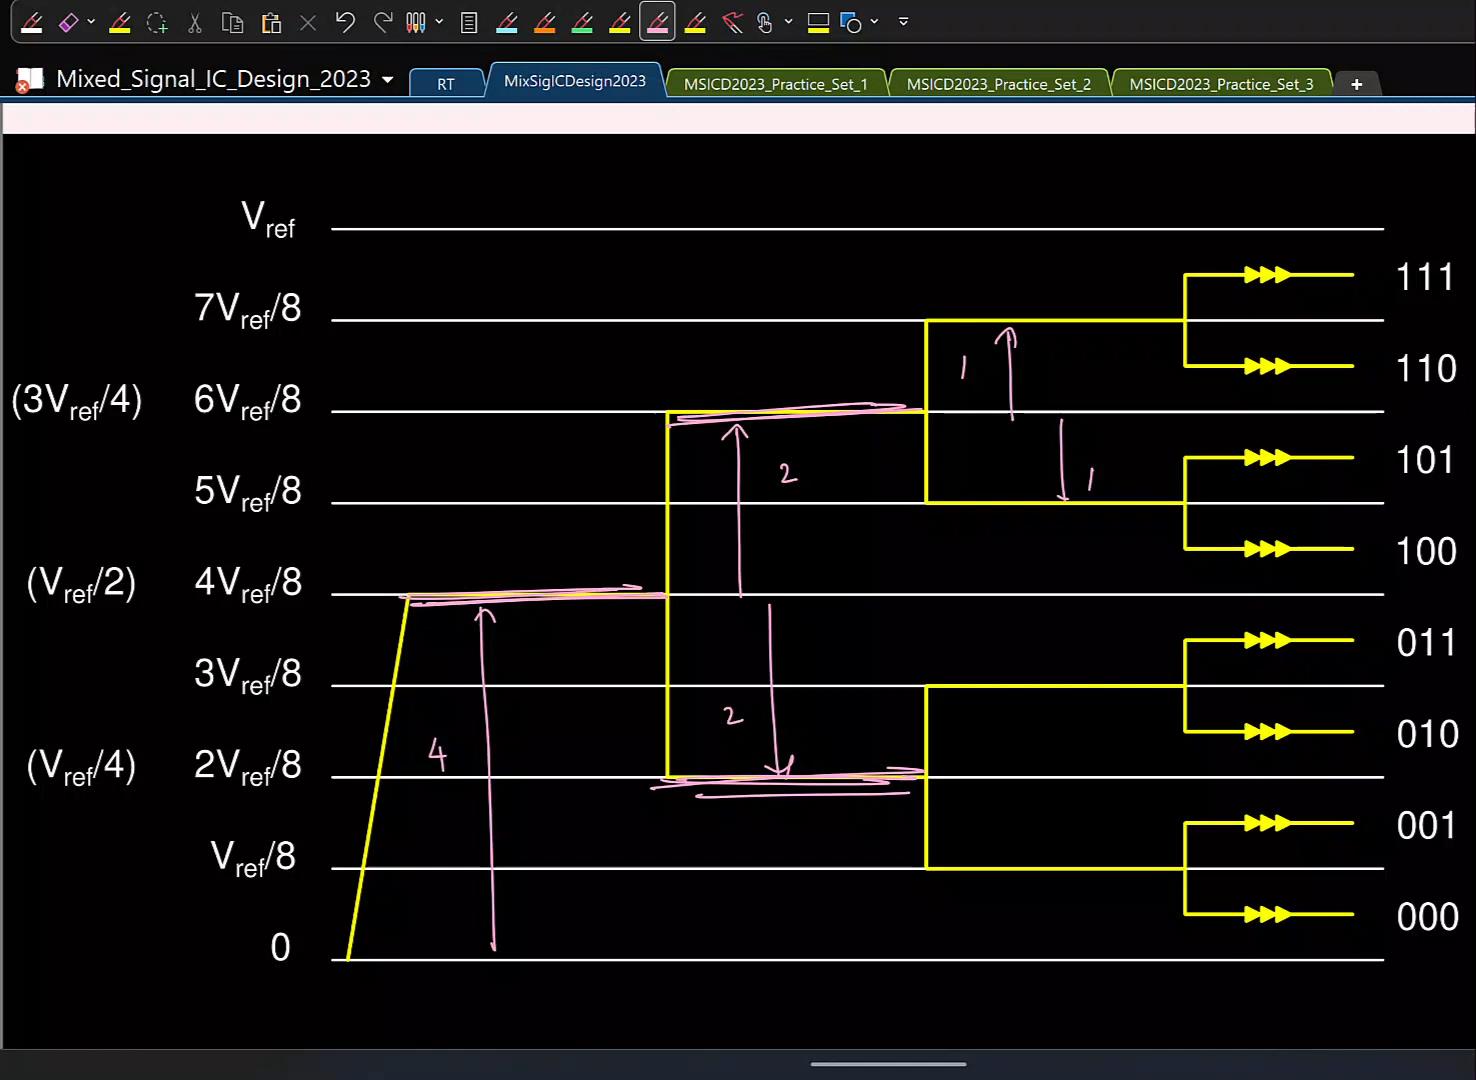 Mixed_Signal_IC_Design_2023
RT
MixSigICDesign2023
MSICD2023_Practice_Set_1
MSICD2023_Practice_Set_2
MSICD2023_Practice_Set_3
+
Vref
111
7Vref/8
1
110
(3Vref/4) 6Vref/8
2
1
101
5Vref/8
100
(Vref/2) 4Vref/8
011
3Vref/8
2
010
4
(Vref/4) 2Vref/8
001
Vref/8
000
0